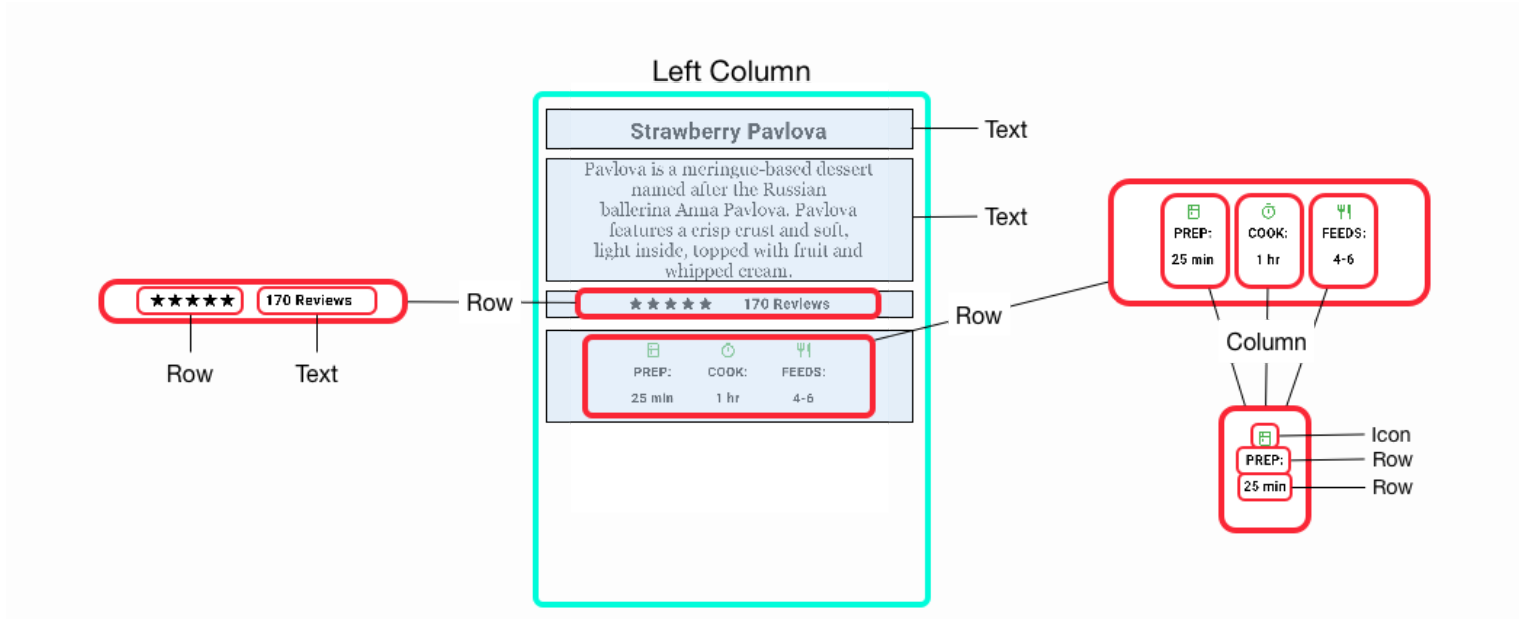 Left Column
Strawberry Pavlova
Text
Pavlova is a meringue-based dessert
named after the Russian
ballerina Anna Pavlova. Pavlova
features a crisp crust and soft,
light inside, topped with fruit and
whipped cream.
Text
★★★★★ 170 Reviews
Row
★★★★★ 170 Reviews
Row
Text
Row
PREP: COOK: FEEDS:
25 min 1 hr 4-6
PREP: COOK: FEEDS:
25 min 1 hr 4-6
Column
Icon
PREP:
Row
25 min
Row